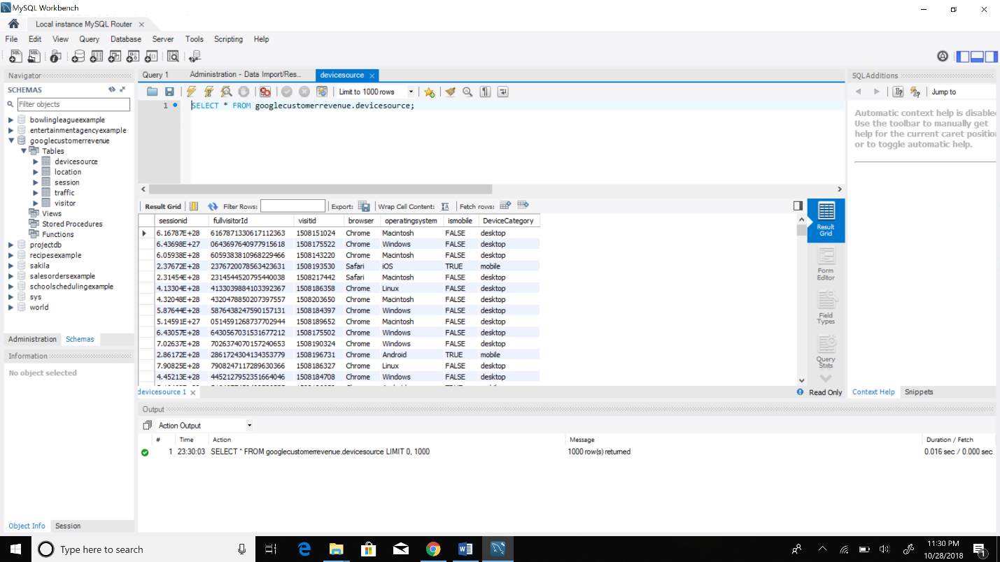 MySQL Workbench
Local instance MySQL Router
File Edit View Query Database Server Tools Scripting Help
Navigator
SCHEMAS
Filter objects
bowlingleagueexample
entertainmentagencyexample
googlecustomerrevenue
Tables
devicesource
location
session
traffic
visitor
Views
Stored Procedures
Functions
projectdb
recipesexample
sakila
salesordersexample
schoolschedulingexample
sys
world
Administration Schemas
Information
No object selected
Object Info Session
Query 1 Administration - Data Import/Res... devicesource
Limit to 1000 rows
1 SELECT * FROM googlecustomerrevenue.devicesource;
Result Grid Filter Rows: Export: Wrap Cell Content: Fetch rows:
sessionid fullvisitorId visitid browser operatingsystem ismobile DeviceCategory
6.16787E+28 6167871330617112363 1508151024 Chrome Macintosh FALSE desktop
6.43698E+27 0643697640977915618 1508175522 Chrome Windows FALSE desktop
6.05938E+28 6059383810968229466 1508143220 Chrome Macintosh FALSE desktop
2.37672E+28 2376720078563423631 1508193530 Safari iOS TRUE mobile
2.31454E+28 2314544520795440038 1508217442 Safari Macintosh FALSE desktop
4.13304E+28 4133039884103392367 1508186358 Chrome Linux FALSE desktop
4.32048E+28 4320478850207397557 1508203650 Chrome Macintosh FALSE desktop
5.87644E+28 5876438247590157131 1508184397 Chrome Windows FALSE desktop
5.14591E+27 0514591268737702944 1508189652 Chrome Macintosh FALSE desktop
6.43057E+28 6430567031531677212 1508175502 Chrome Windows FALSE desktop
7.02637E+28 7026374070157240653 1508190324 Chrome Windows FALSE desktop
2.86172E+28 2861724304134353779 1508196731 Chrome Android TRUE mobile
7.90825E+28 7908247117289630366 1508186327 Chrome Linux FALSE desktop
4.45213E+28 4452127952351664046 1508184708 Chrome Windows FALSE desktop
Result Grid
Form Editor
Field Types
Query Stats
devicesource 1
Read Only
SQLAdditions
Jump to
Automatic context help is disable
Use the toolbar to manually get
help for the current caret positio
or to toggle automatic help.
Context Help Snippets
Output
Action Output
# Time Action Message Duration / Fetch
1 23:30:03 SELECT * FROM googlecustomerrevenue.devicesource LIMIT 0, 1000 1000 row(s) returned 0.016 sec / 0.000 sec
Type here to search
11:30 PM
10/28/2018
1